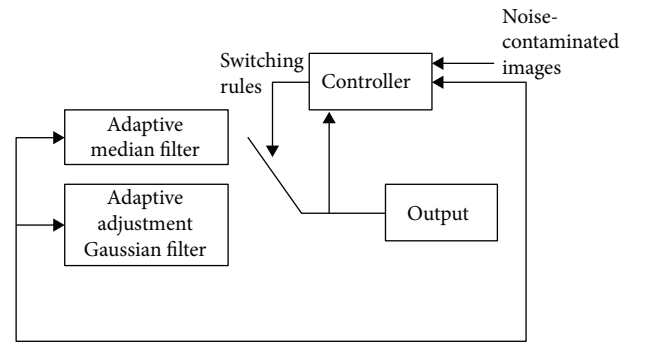 Noise-
contaminated
images
Switching
rules
Controller
Adaptive
median filter
Adaptive
adjustment
Gaussian filter
Output